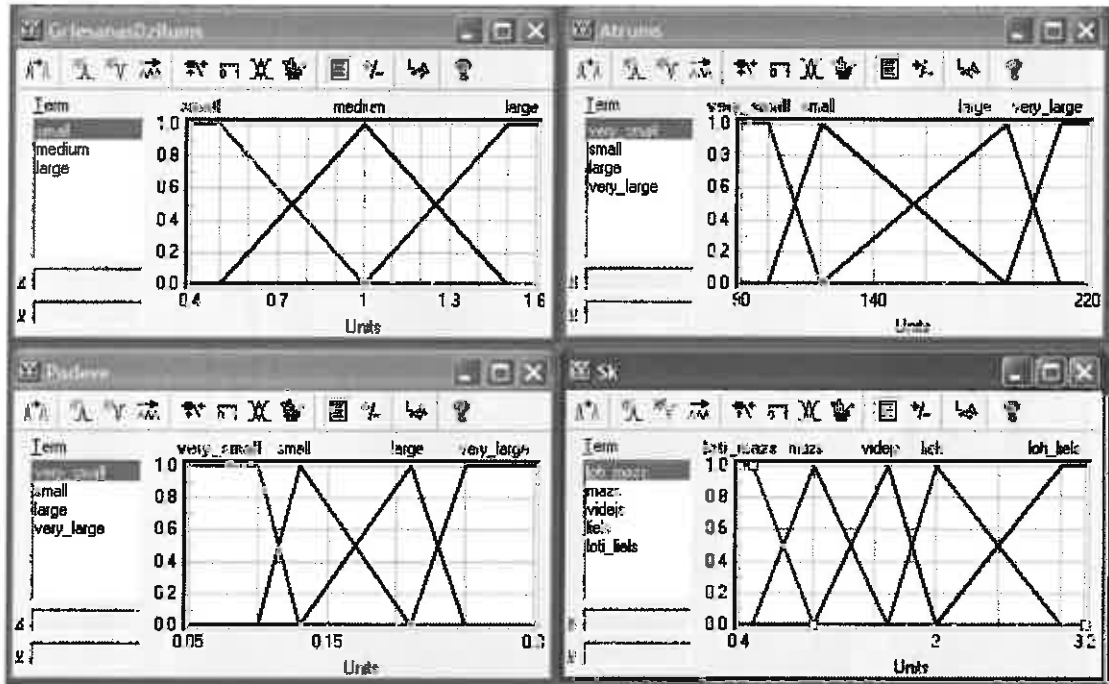 GriesanasDzilums
Term
small
medium
large
small medium large
1.0
0.8
0.6
0.4
0.2
0.0
0.4 0.7 1 1.3 1.6
Units
Atrums
Term
very_small
small
large
very_large
very_small small large very_large
1.0
0.8
0.6
0.4
0.2
0.0
90 140 220
Units
Padeve
Term
very_small
small
large
very_large
very_small small large very_large
1.0
0.8
0.6
0.4
0.2
0.0
0.05 0.15 0.3
Units
Sk
Term
loti_mazs
mazs
videjs
liels
loti_liels
loti_mazs mazs videjs liels loti_liels
1.0
0.8
0.6
0.4
0.2
0.0
0.4 2 3.2
Units